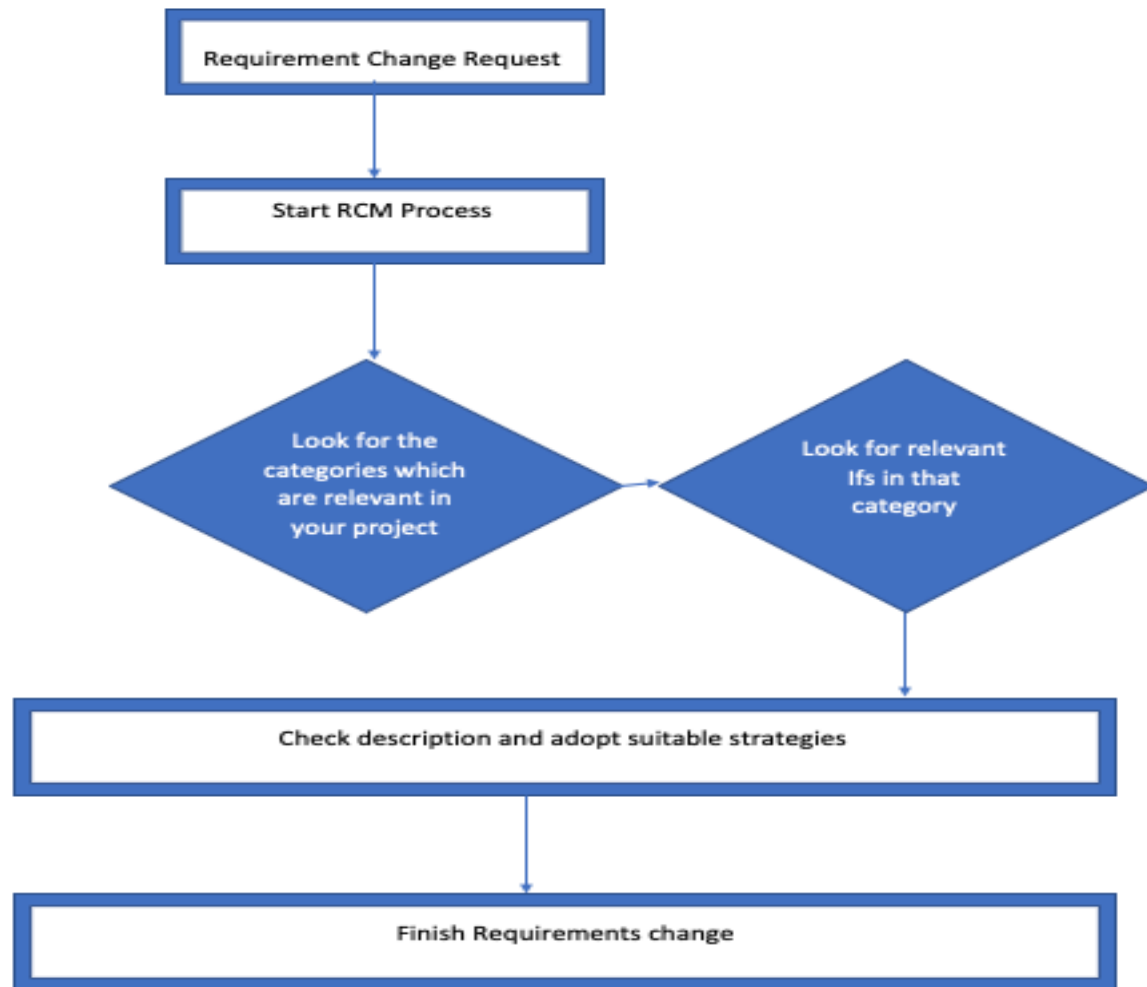 Requirement Change Request
Start RCM Process
Look for the
categories which
are relevant in
your project
Look for relevant
Ifs in that
category
Check description and adopt suitable strategies
Finish Requirements change